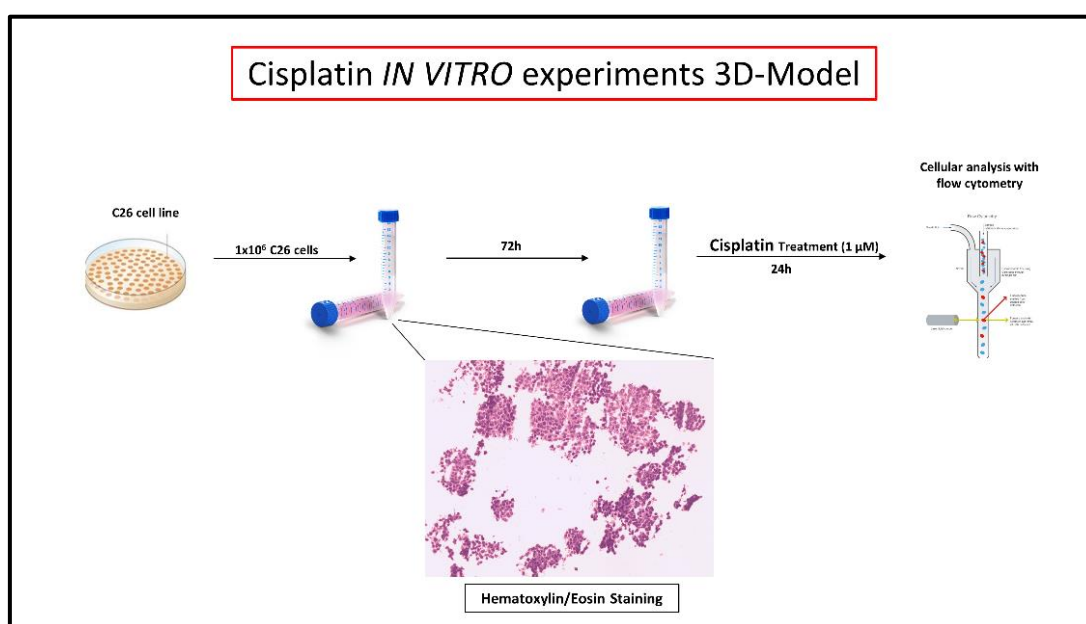 Cisplatin IN VITRO experiments 3D-Model
Cellular analysis with
flow cytometry
C26 cell line
1x10⁶ C26 cells
72h
Cisplatin Treatment (1 µM)
24h
Hematoxylin/Eosin Staining